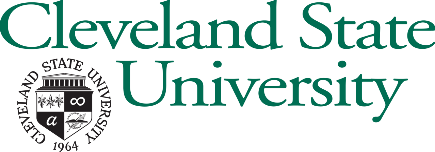 Cleveland State
University
CLEVELAND STATE UNIVERSITY
∞
a
1964